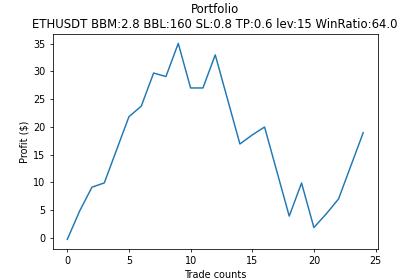 Portfolio
ETHUSDT BBM:2.8 BBL:160 SL:0.8 TP:0.6 lev:15 WinRatio:64.0
35
30
25
20
15
10
5
0
Profit ($)
0 5 10 15 20 25
Trade counts